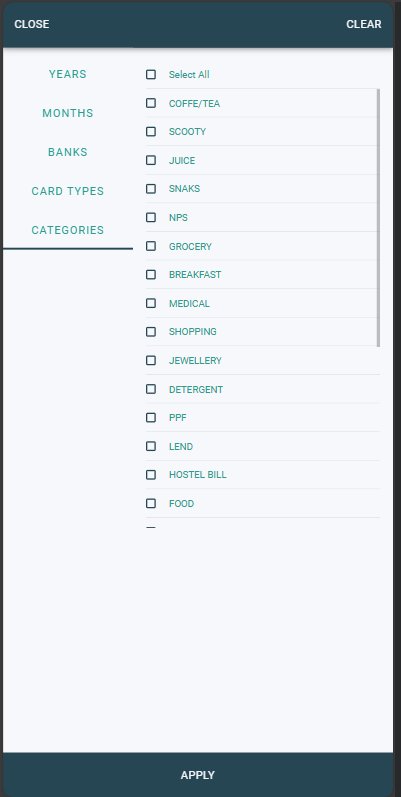 CLOSE
CLEAR
YEARS
MONTHS
BANKS
CARD TYPES
CATEGORIES
Select All
COFFE/TEA
SCOOTY
JUICE
SNAKS
NPS
GROCERY
BREAKFAST
MEDICAL
SHOPPING
JEWELLERY
DETERGENT
PPF
LEND
HOSTEL BILL
FOOD
APPLY